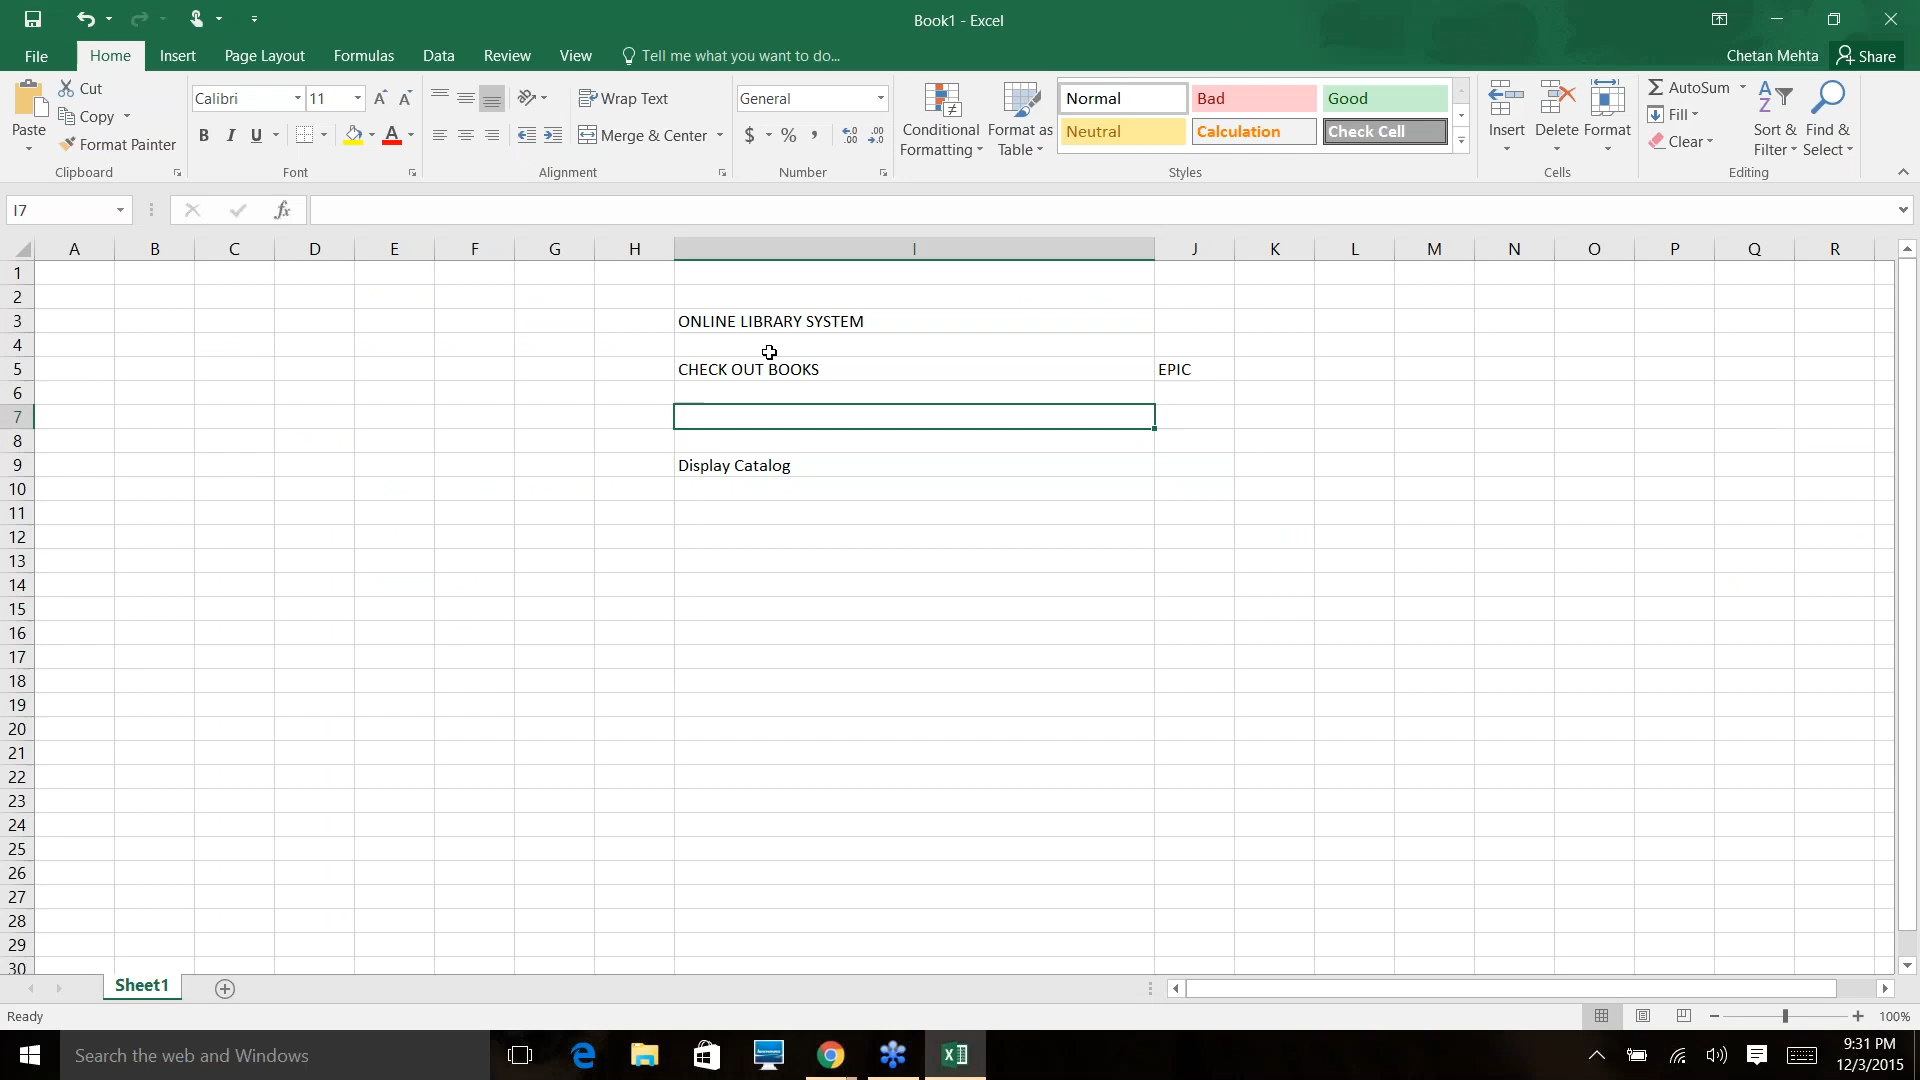 Book1 - Excel
File Home Insert Page Layout Formulas Data Review View Tell me what you want to do... Chetan Mehta Share
Paste
Cut
Copy
Format Painter
Clipboard
Calibri 11 A A
B I U A
Font
Wrap Text
Merge & Center
Alignment
General
$ % , .00 .00
Number
Conditional Formatting
Format as Table
Normal Bad Good
Neutral Calculation Check Cell
Styles
Insert Delete Format
Cells
AutoSum
Fill
Clear
Sort & Filter
Find & Select
Editing
I7 fx
A B C D E F G H I J K L M N O P Q R
1
2
3 ONLINE LIBRARY SYSTEM
4
5 CHECK OUT BOOKS EPIC
6
7
8
9 Display Catalog
10
11
12
13
14
15
16
17
18
19
20
21
22
23
24
25
26
27
28
29
30
Sheet1
Ready 100%
Search the web and Windows
9:31 PM
12/3/2015